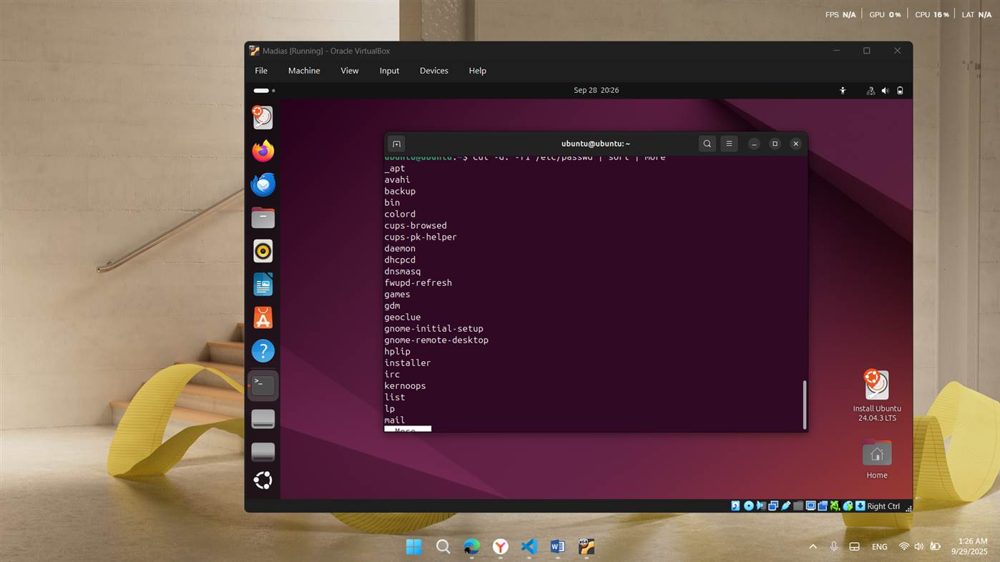 FPS N/A GPU 0% CPU 16% LAT N/A
Madias [Running] - Oracle VirtualBox
File Machine View Input Devices Help
Sep 28 20:26
ubuntu@ubuntu: ~
ubuntu@ubuntu:~$ cut -d: -f1 /etc/passwd | sort | more
_apt
avahi
backup
bin
colord
cups-browsed
cups-pk-helper
daemon
dhcpcd
dnsmasq
fwupd-refresh
games
gdm
geoclue
gnome-initial-setup
gnome-remote-desktop
hplip
installer
irc
kernoops
list
lp
mail
--More--
Install Ubuntu
24.04.3 LTS
Home
Right Ctrl
ENG
1:26 AM
9/29/2025